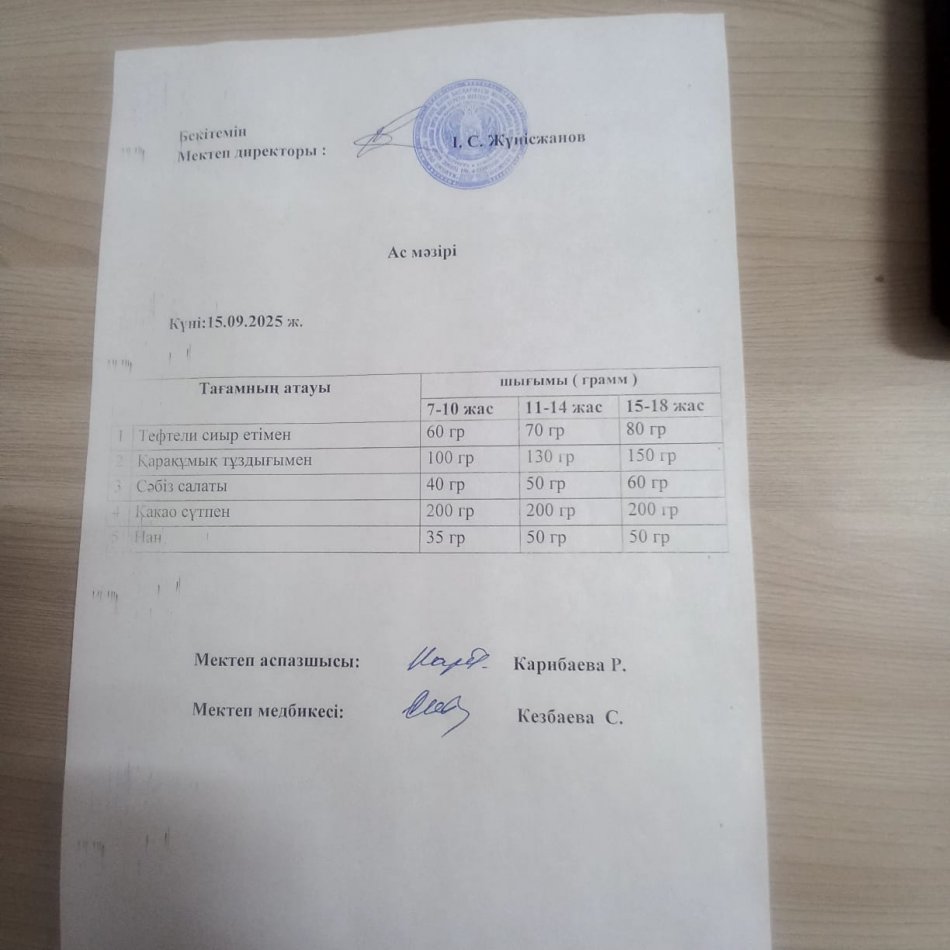 Бекітемін
Мектеп директоры : І. С. Жүнісжанов
Ас мәзірі
Күні:15.09.2025 ж.
Тағамның атауы шығымы ( грамм )
7-10 жас 11-14 жас 15-18 жас
1 Тефтели сиыр етімен 60 гр 70 гр 80 гр
2 Қарақұмық тұздығымен 100 гр 130 гр 150 гр
3 Сәбіз салаты 40 гр 50 гр 60 гр
4 Какао сүтпен 200 гр 200 гр 200 гр
5 Нан 35 гр 50 гр 50 гр
Мектеп аспазшысы: Карибаева Р.
Мектеп медбикесі: Кезбаева С.